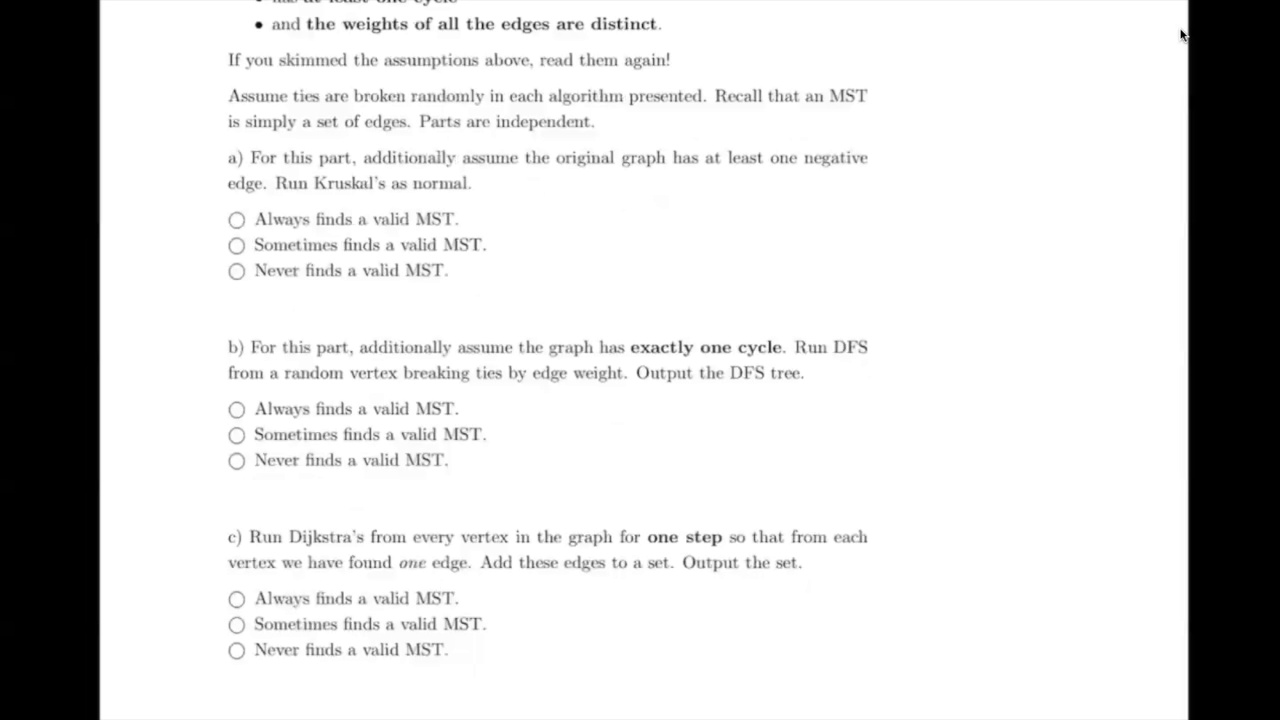 • and the weights of all the edges are distinct.
If you skimmed the assumptions above, read them again!
Assume ties are broken randomly in each algorithm presented. Recall that an MST
is simply a set of edges. Parts are independent.
a) For this part, additionally assume the original graph has at least one negative
edge. Run Kruskal's as normal.
Always finds a valid MST.
Sometimes finds a valid MST.
Never finds a valid MST.
b) For this part, additionally assume the graph has exactly one cycle. Run DFS
from a random vertex breaking ties by edge weight. Output the DFS tree.
Always finds a valid MST.
Sometimes finds a valid MST.
Never finds a valid MST.
c) Run Dijkstra's from every vertex in the graph for one step so that from each
vertex we have found one edge. Add these edges to a set. Output the set.
Always finds a valid MST.
Sometimes finds a valid MST.
Never finds a valid MST.